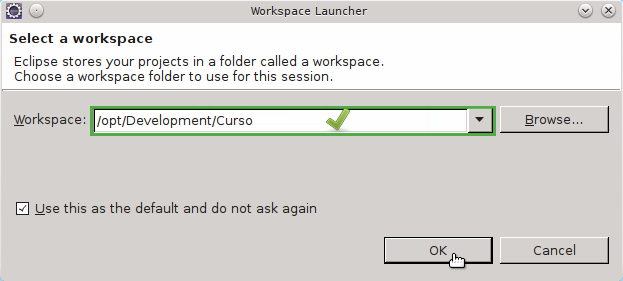 Workspace Launcher
Select a workspace
Eclipse stores your projects in a folder called a workspace.
Choose a workspace folder to use for this session.
Workspace: /opt/Development/Curso Browse...
Use this as the default and do not ask again
OK Cancel